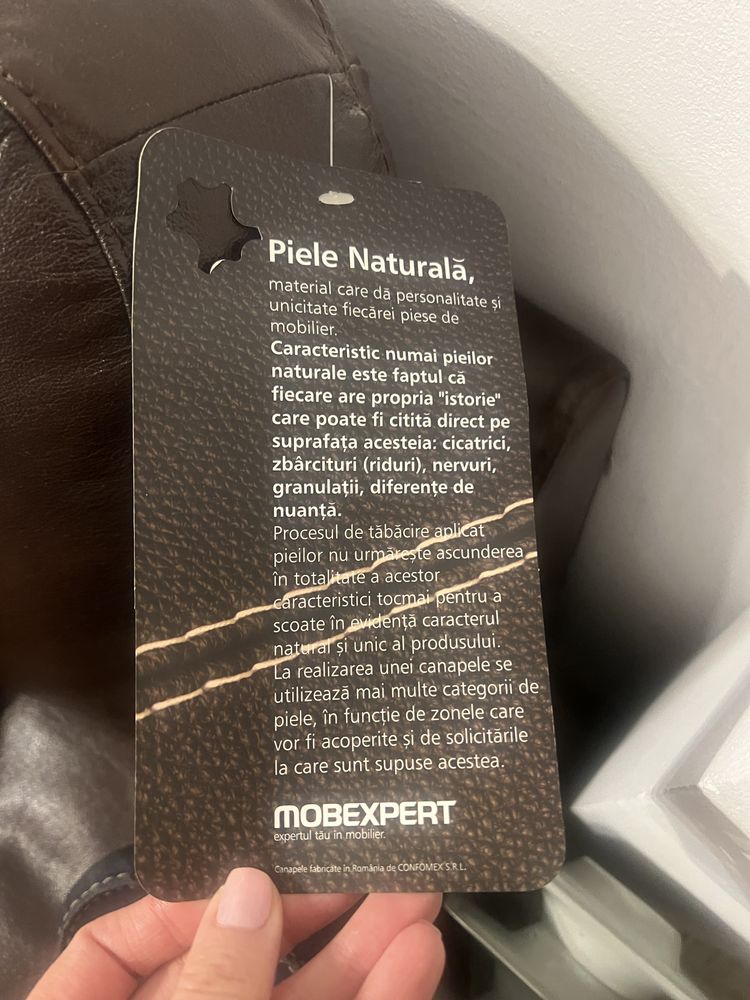 Piele Naturală,
material care dă personalitate și
unicitate fiecărei piese de
mobilier.
Caracteristic numai pieilor
naturale este faptul că
fiecare are propria "istorie"
care poate fi citită direct pe
suprafața acesteia: cicatrici,
zbârcituri (riduri), nervuri,
granulații, diferențe de
nuanță.
Procesul de tăbăcire aplicat
pieilor nu urmărește ascunderea
în totalitate a acestor
caracteristici tocmai pentru a
scoate în evidență caracterul
natural și unic al produsului.
La realizarea unei canapele se
utilizează mai multe categorii de
piele, în funcție de zonele care
vor fi acoperite și de solicitările
la care sunt supuse acestea.
MOBEXPERT
expertul tău în mobilier.
Canapele fabricate în România de CONFOMEX S.R.L.